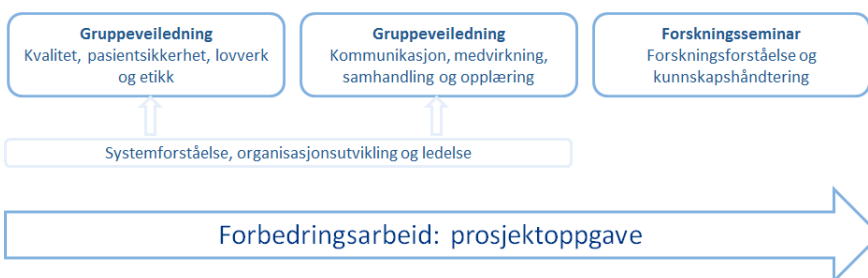 Gruppeveiledning
Kvalitet, pasientsikkerhet, lovverk
og etikk
Gruppeveiledning
Kommunikasjon, medvirkning,
samhandling og opplæring
Forskningsseminar
Forskningsforståelse og
kunnskapshåndtering
Systemforståelse, organisasjonsutvikling og ledelse
Forbedringsarbeid: prosjektoppgave